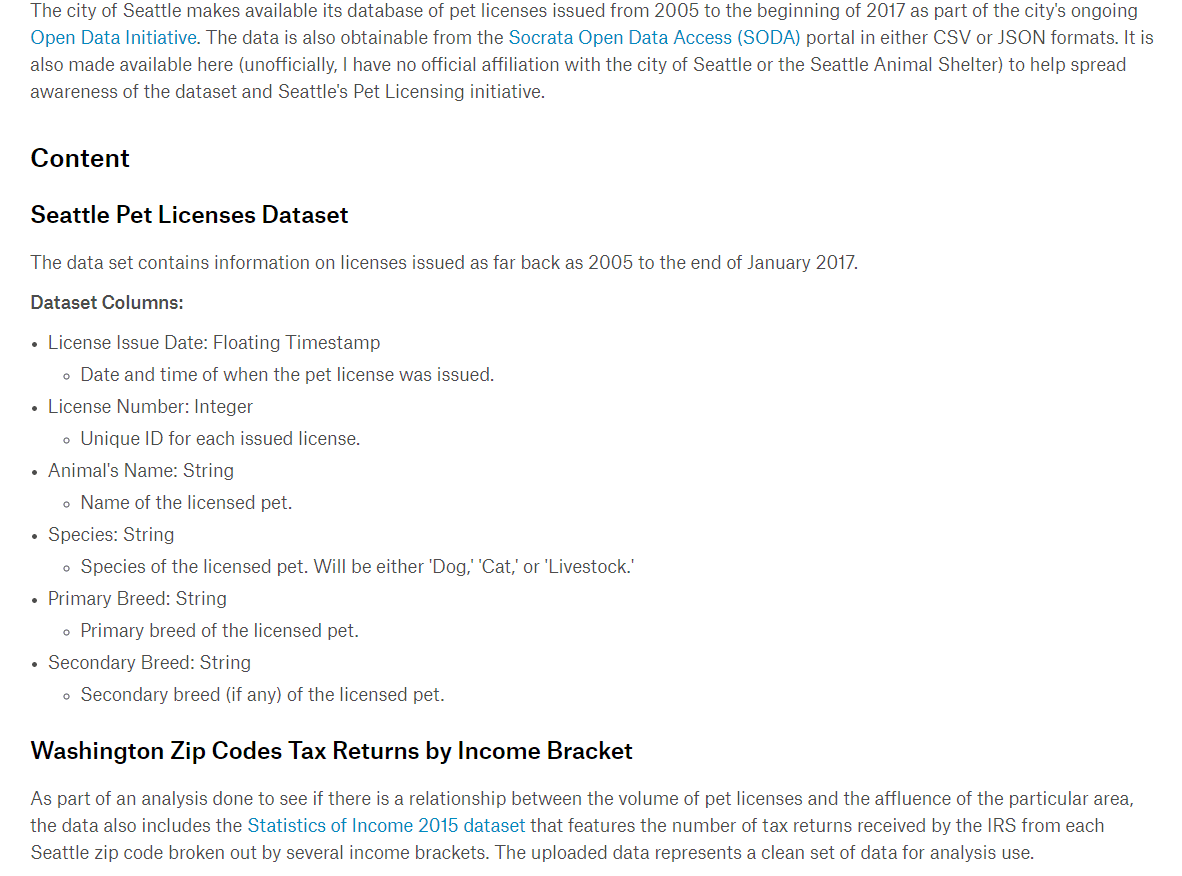 The city of Seattle makes available its database of pet licenses issued from 2005 to the beginning of 2017 as part of the city's ongoing
Open Data Initiative. The data is also obtainable from the Socrata Open Data Access (SODA) portal in either CSV or JSON formats. It is
also made available here (unofficially, I have no official affiliation with the city of Seattle or the Seattle Animal Shelter) to help spread
awareness of the dataset and Seattle's Pet Licensing initiative.
Content
Seattle Pet Licenses Dataset
The data set contains information on licenses issued as far back as 2005 to the end of January 2017.
Dataset Columns:
• License Issue Date: Floating Timestamp
◦ Date and time of when the pet license was issued.
• License Number: Integer
◦ Unique ID for each issued license.
• Animal's Name: String
◦ Name of the licensed pet.
• Species: String
◦ Species of the licensed pet. Will be either 'Dog,' 'Cat,' or 'Livestock.'
• Primary Breed: String
◦ Primary breed of the licensed pet.
• Secondary Breed: String
◦ Secondary breed (if any) of the licensed pet.
Washington Zip Codes Tax Returns by Income Bracket
As part of an analysis done to see if there is a relationship between the volume of pet licenses and the affluence of the particular area,
the data also includes the Statistics of Income 2015 dataset that features the number of tax returns received by the IRS from each
Seattle zip code broken out by several income brackets. The uploaded data represents a clean set of data for analysis use.